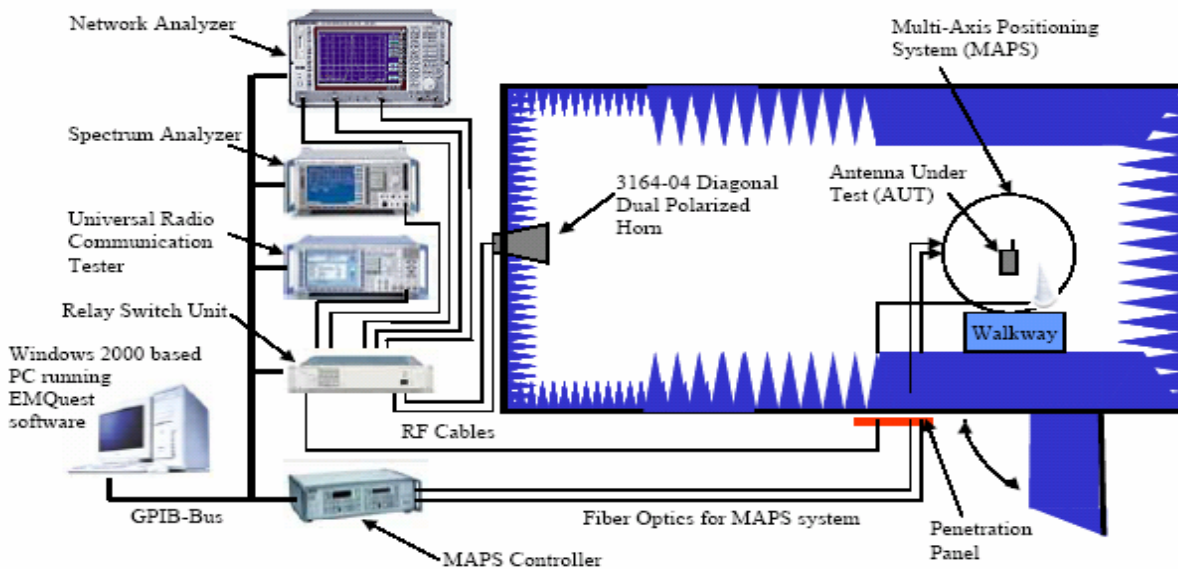 Network Analyzer
Spectrum Analyzer
Universal Radio
Communication
Tester
Relay Switch Unit
Windows 2000 based
PC running
EMQuest
software
GPIB-Bus
RF Cables
MAPS Controller
Fiber Optics for MAPS system
3164-04 Diagonal
Dual Polarized
Horn
Multi-Axis Positioning
System (MAPS)
Antenna Under
Test (AUT)
Walkway
Penetration
Panel